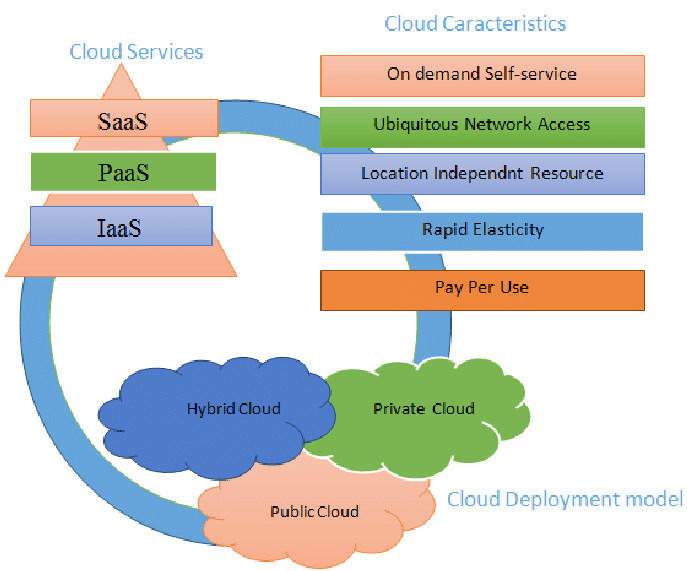 Cloud Caracteristics
Cloud Services
On demand Self-service
SaaS
Ubiquitous Network Access
PaaS
Location Independnt Resource
IaaS
Rapid Elasticity
Pay Per Use
Hybrid Cloud
Private Cloud
Cloud Deployment model
Public Cloud